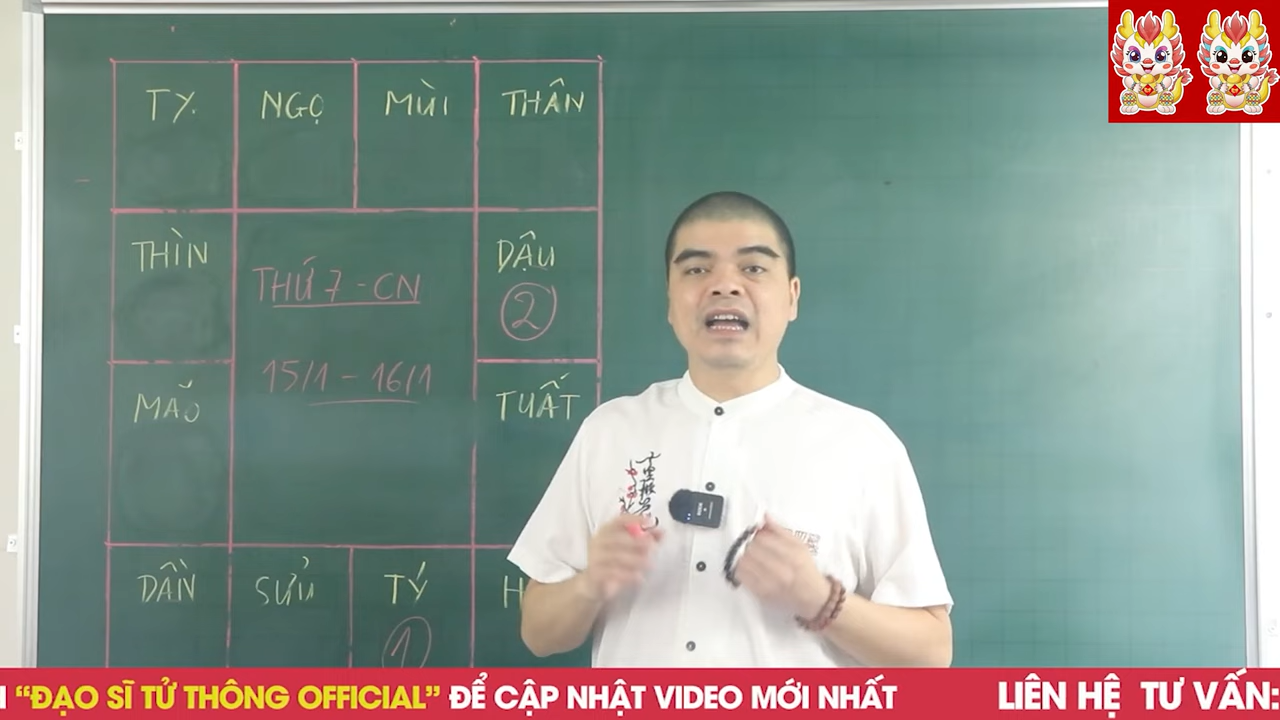 TỴ
NGỌ
MÙI
THÂN
THÌN
DẬU
2
THỨ 7 - CN
15/1 - 16/1
MÃO
TUẤT
DẦN
SỬU
TÝ
1
H
“ĐẠO SĨ TỬ THÔNG OFFICIAL” ĐỂ CẬP NHẬT VIDEO MỚI NHẤT
LIÊN HỆ TƯ VẤN: